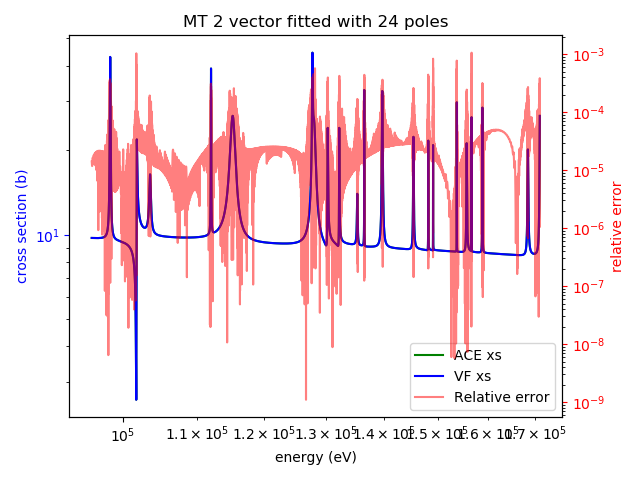 MT 2 vector fitted with 24 poles
cross section (b)
10¹
10⁻³
10⁻⁴
10⁻⁵
10⁻⁶
10⁻⁷
10⁻⁸
10⁻⁹
relative error
ACE xs
VF xs
Relative error
10⁵ 1.1 × 10⁵ 1.2 × 10⁵ 1.3 × 10⁵ 1.4 × 10⁵ 1.5 × 10⁵ 1.6 × 10⁵ 1.7 × 10⁵
energy (eV)